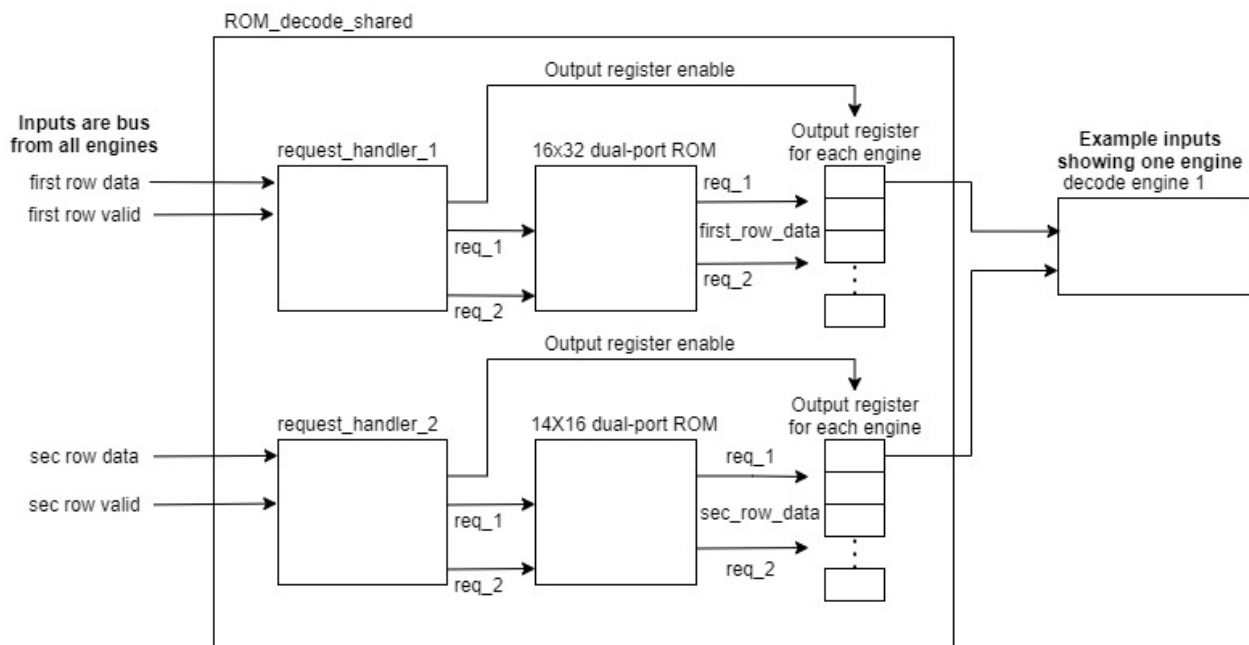 ROM_decode_shared
Output register enable
Inputs are bus
from all engines
first row data
first row valid
request_handler_1
16x32 dual-port ROM
Output register
for each engine
req_1
req_2
req_1
first_row_data
req_2
Example inputs
showing one engine
decode engine 1
Output register enable
sec row data
sec row valid
request_handler_2
14X16 dual-port ROM
Output register
for each engine
req_1
req_2
req_1
sec_row_data
req_2